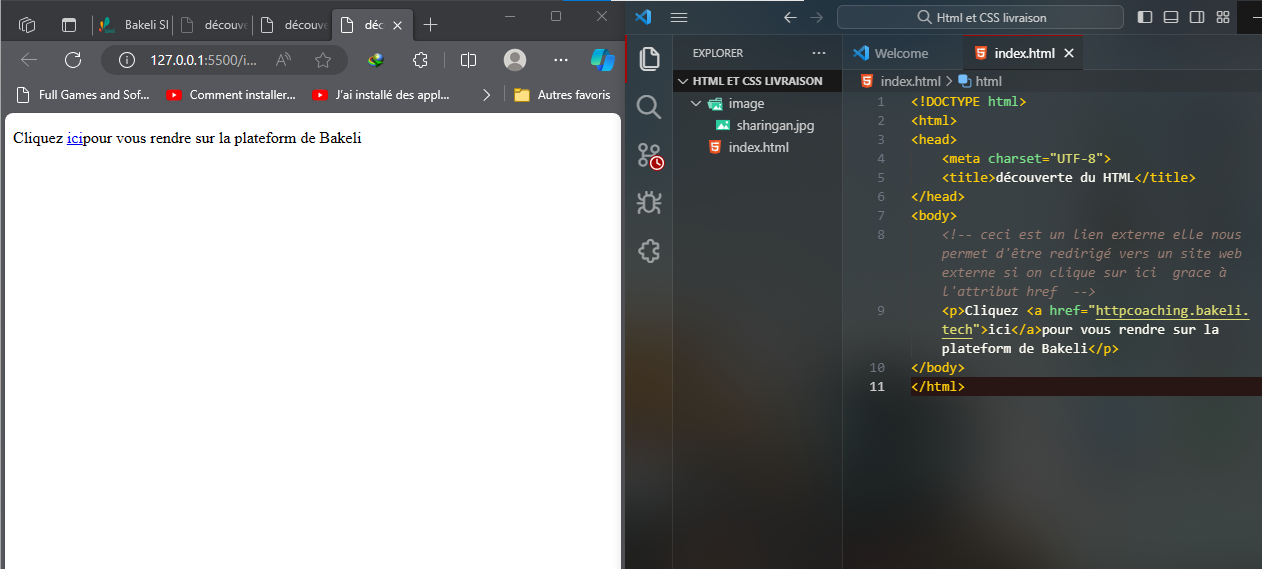 Bakeli SI
découve
découve
déc
127.0.0.1:5500/i...
Full Games and Sof...
Comment installer...
J'ai installé des appl...
Autres favoris
Cliquez icipour vous rendre sur la plateform de Bakeli
Html et CSS livraison
EXPLORER
HTML ET CSS LIVRAISON
image
sharingan.jpg
index.html
Welcome
index.html
index.html > html
1 <!DOCTYPE html>
2 <html>
3 <head>
4 <meta charset="UTF-8">
5 <title>découverte du HTML</title>
6 </head>
7 <body>
8 <!-- ceci est un lien externe elle nous
permet d'être redirigé vers un site web
externe si on clique sur ici  grace à
l'attribut href  -->
9 <p>Cliquez <a href="httpcoaching.bakeli.
tech">ici</a>pour vous rendre sur la
plateform de Bakeli</p>
10 </body>
11 </html>